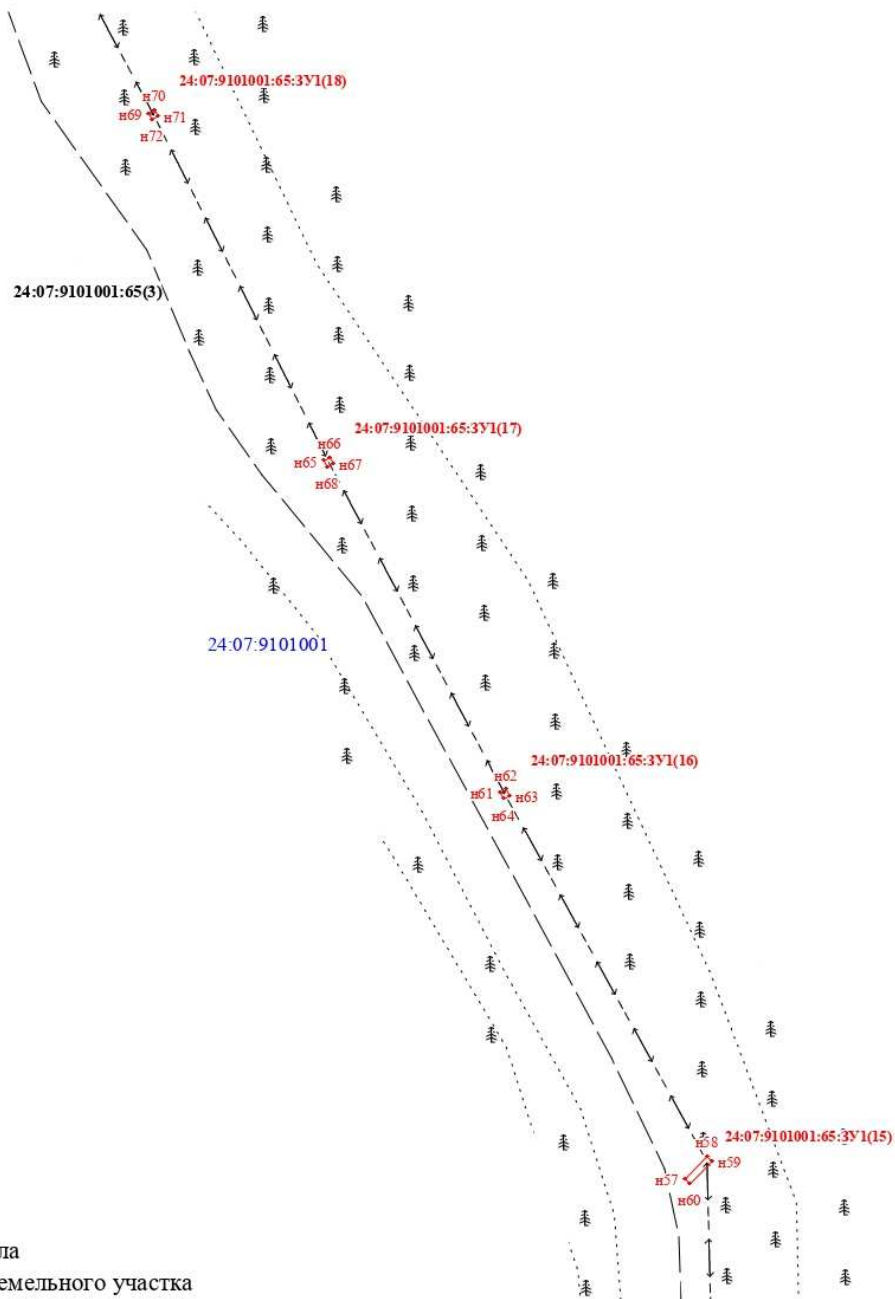 24:07:9101001:65:ЗУ1(18)
н70
н69
н71
н72
24:07:9101001:65(3)
24:07:9101001:65:ЗУ1(17)
н66
н65
н67
н68
24:07:9101001
24:07:9101001:65:ЗУ1(16)
н62
н61
н63
н64
24:07:9101001:65:ЗУ1(15)
н58
н59
н57
н60
ла
емельного участка